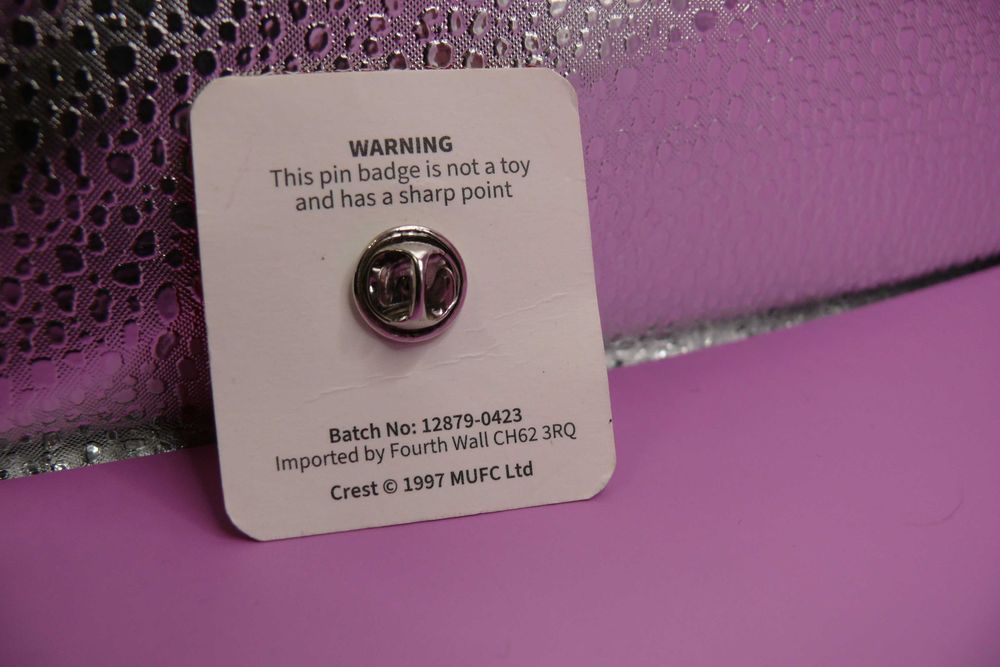 WARNING
This pin badge is not a toy
and has a sharp point
Batch No: 12879-0423
Imported by Fourth Wall CH62 3RQ
Crest © 1997 MUFC Ltd